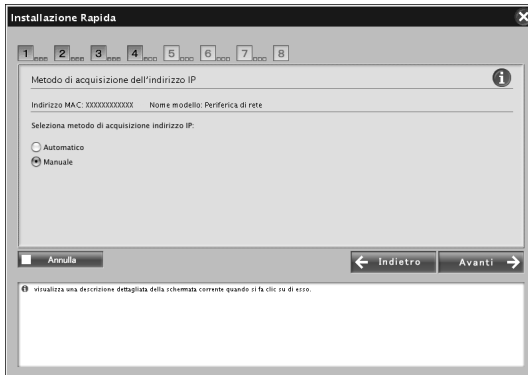 Installazione Rapida
1 2 3 4 5 6 7 8
Metodo di acquisizione dell'indirizzo IP
Indirizzo MAC: XXXXXXXXXXXX Nome modello: Periferica di rete
Seleziona metodo di acquisizione indirizzo IP:
Automatico
Manuale
Annulla
Indietro
Avanti
visualizza una descrizione dettagliata della schermata corrente quando si fa clic su di esso.